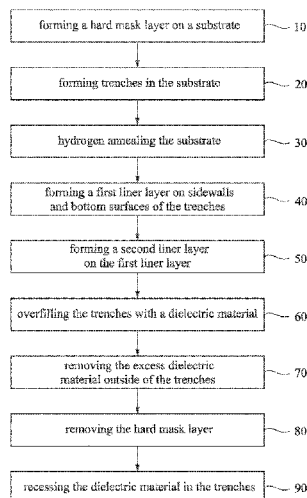 forming a hard mask layer on a substrate
10
forming trenches in the substrate
20
hydrogen annealing the substrate
30
forming a first liner layer on sidewalls
and bottom surfaces of the trenches
40
forming a second liner layer
on the first liner layer
50
overfilling the trenches with a dielectric material
60
removing the excess dielectric
material outside of the trenches
70
removing the hard mask layer
80
recessing the dielectric material in the trenches
90